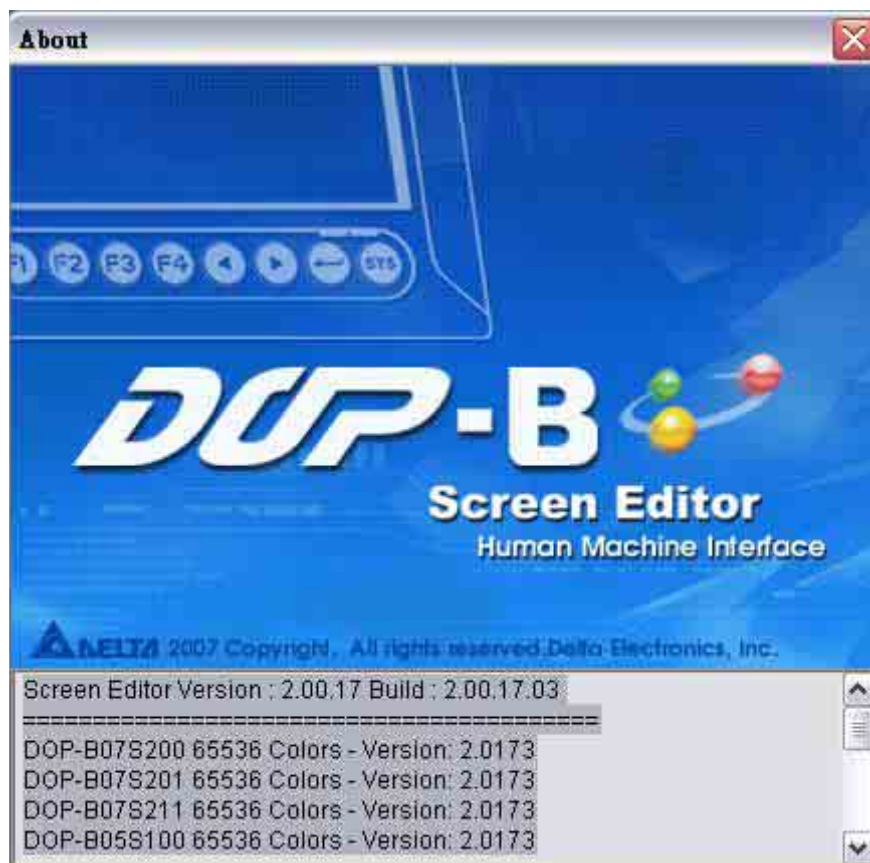 About
F1 F2 F3 F4 SYS
DOP-B
Screen Editor
Human Machine Interface
DELTA 2007 Copyright. All rights reserved.Delta Electronics, Inc.
Screen Editor Version : 2.00.17 Build : 2.00.17.03
=========================================
DOP-B07S200 65536 Colors - Version: 2.0173
DOP-B07S201 65536 Colors - Version: 2.0173
DOP-B07S211 65536 Colors - Version: 2.0173
DOP-B05S100 65536 Colors - Version: 2.0173